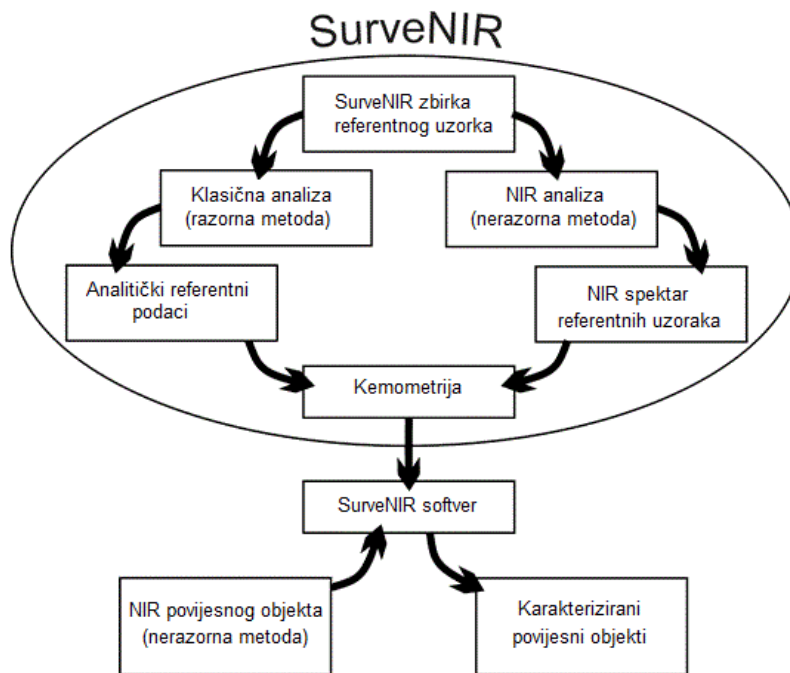 SurveNIR
SurveNIR zbirka
referentnog uzorka
Klasična analiza
(razorna metoda)
NIR analiza
(nerazorna metoda)
Analitički referentni
podaci
NIR spektar
referentnih uzoraka
Kemometrija
SurveNIR softver
NIR povijesnog objekta
(nerazorna metoda)
Karakterizirani
povijesni objekti